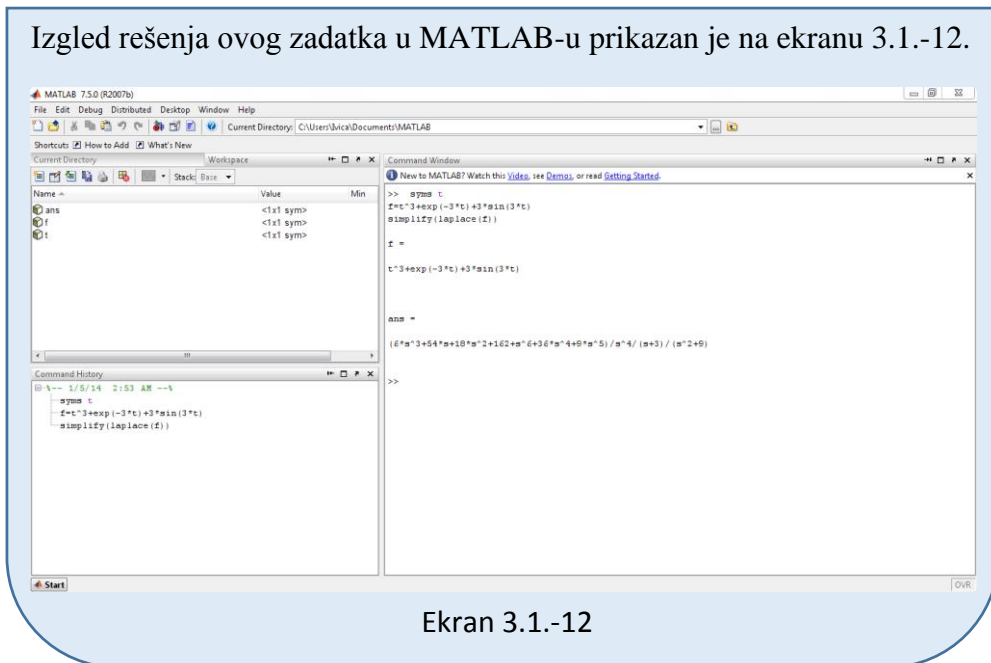 Izgled rešenja ovog zadatka u MATLAB-u prikazan je na ekranu 3.1.-12.
MATLAB 7.5.0 (R2007b)
File Edit Debug Distributed Desktop Window Help
Current Directory: C:\Users\Ivica\Documents\MATLAB
Shortcuts How to Add What's New
Current Directory Workspace
Stack: Base
Name Value Min
ans <1x1 sym>
f <1x1 sym>
t <1x1 sym>
Command History
%-- 1/5/14 2:53 AM --%
syms t
f=t^3+exp(-3*t)+3*sin(3*t)
simplify(laplace(f))
Command Window
New to MATLAB? Watch this Video, see Demos, or read Getting Started.
>> syms t
f=t^3+exp(-3*t)+3*sin(3*t)
simplify(laplace(f))
f =
t^3+exp(-3*t)+3*sin(3*t)
ans =
(6*s^3+54*s+18*s^2+162+s^6+36*s^4+9*s^5)/s^4/(s+3)/(s^2+9)
>>
Start
OVR
Ekran 3.1.-12